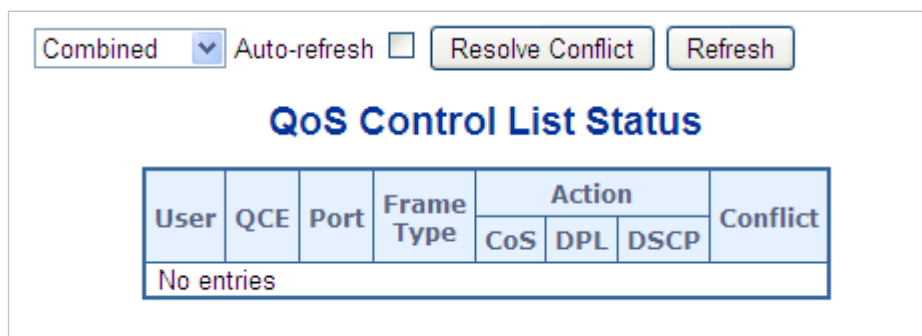 Combined Auto-refresh Resolve Conflict Refresh
QoS Control List Status
User QCE Port Frame Type Action Conflict
CoS DPL DSCP
No entries